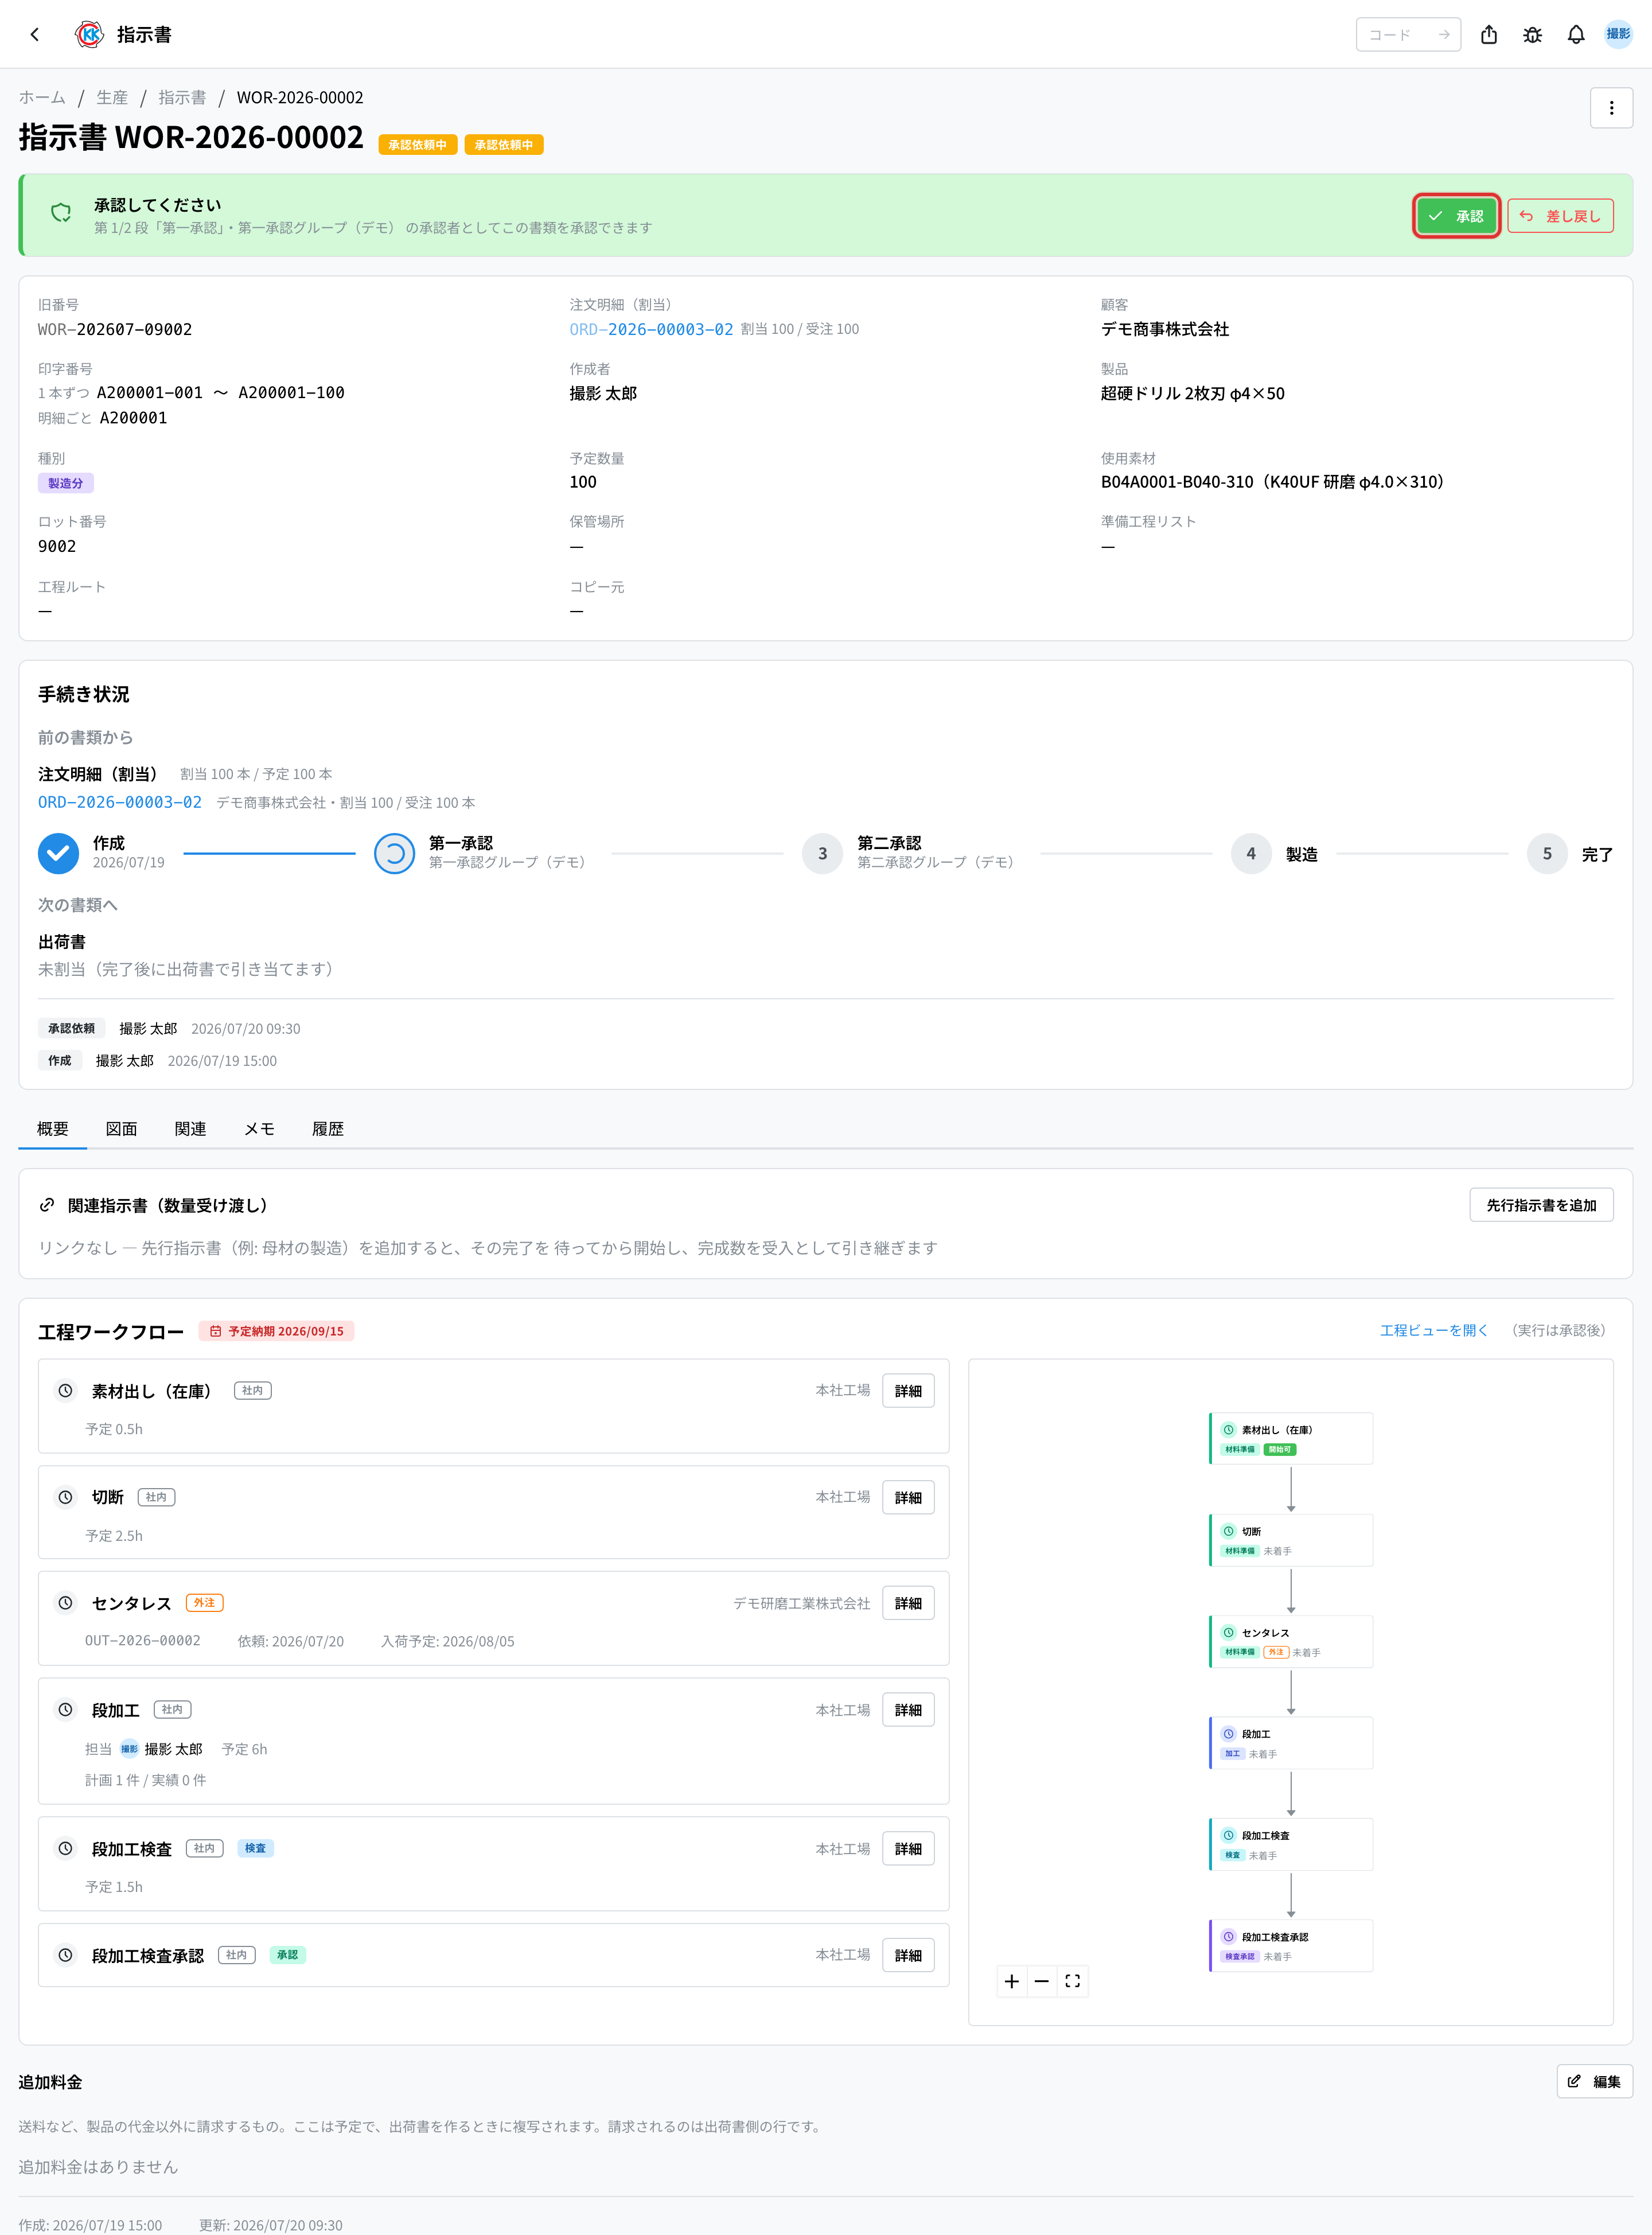 KK 指示書
コード
撮影
ホーム / 生産 / 指示書 / WOR-2026-00002
指示書 WOR-2026-00002 承認依頼中 承認依頼中
承認してください
第 1/2 段「第一承認」・第一承認グループ（デモ） の承認者としてこの書類を承認できます
承認 差し戻し
旧番号
WOR-202607-09002
注文明細（割当）
ORD-2026-00003-02 割当 100 / 受注 100
顧客
デモ商事株式会社
印字番号
1 本ずつ A200001-001 〜 A200001-100
明細ごと A200001
作成者
撮影 太郎
製品
超硬ドリル 2枚刃 φ4×50
種別
製造分
予定数量
100
使用素材
B04A0001-B040-310（K40UF 研磨 φ4.0×310）
ロット番号
9002
保管場所
—
準備工程リスト
—
工程ルート
—
コピー元
—
手続き状況
前の書類から
注文明細（割当） 割当 100 本 / 予定 100 本
ORD-2026-00003-02 デモ商事株式会社・割当 100 / 受注 100 本
作成
2026/07/19
第一承認
第一承認グループ（デモ）
3 第二承認
第二承認グループ（デモ）
4 製造
5 完了
次の書類へ
出荷書
未割当（完了後に出荷書で引き当てます）
承認依頼 撮影 太郎 2026/07/20 09:30
作成 撮影 太郎 2026/07/19 15:00
概要 図面 関連 メモ 履歴
関連指示書（数量受け渡し）
先行指示書を追加
リンクなし — 先行指示書（例: 母材の製造）を追加すると、その完了を 待ってから開始し、完成数を受入として引き継ぎます
工程ワークフロー 予定納期 2026/09/15
工程ビューを開く （実行は承認後）
素材出し（在庫） 社内 本社工場 詳細
予定 0.5h
切断 社内 本社工場 詳細
予定 2.5h
センタレス 外注 デモ研磨工業株式会社 詳細
OUT-2026-00002 依頼: 2026/07/20 入荷予定: 2026/08/05
段加工 社内 本社工場 詳細
担当 撮影 撮影 太郎 予定 6h
計画 1 件 / 実績 0 件
段加工検査 社内 検査 本社工場 詳細
予定 1.5h
段加工検査承認 社内 承認 本社工場 詳細
素材出し（在庫）
材料準備 開始可
切断
材料準備 未着手
センタレス
材料準備 外注 未着手
段加工
加工 未着手
段加工検査
検査 未着手
段加工検査承認
検査承認 未着手
追加料金
編集
送料など、製品の代金以外に請求するもの。ここは予定で、出荷書を作るときに複写されます。請求されるのは出荷書側の行です。
追加料金はありません
作成: 2026/07/19 15:00 更新: 2026/07/20 09:30